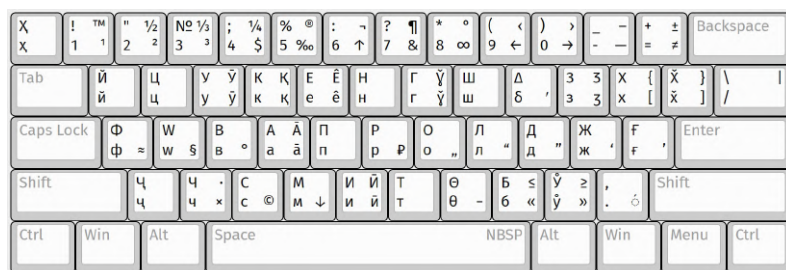 Ҳ ! ™ " ½ № ⅓ ; ¼ % ® : ¬ ? ¶ * ° ( ‹ ) › _ – + ± Backspace
ҳ 1 ¹ 2 ² 3 ³ 4 $ 5 ‰ 6 ↑ 7 & 8 ∞ 9 ← 0 → - — = ≠
Tab Й Ц У Ӯ К Қ Е Ê Н Г Ɣ̌ Ш Δ З Ʒ Х { Х̌ } \ |
й ц у ӯ к қ е ê н г ɣ̌ ш δ ʼ з ʒ х [ х̌ ] /
Caps Lock Ф W В А Ā П Р О Л Д Ж Ғ Enter
ф ≈ w § в ° а ā п р ₽ о „ л “ д ” ж ‘ ғ ’
Shift Ҷ Ч · С М И Ӣ Т Θ Б ≤ У̊ ≥ , Shift
ҷ ч × с © м ↓ и ӣ т θ - б « у̊ » . ◌́
Ctrl Win Alt Space NBSP Alt Win Menu Ctrl